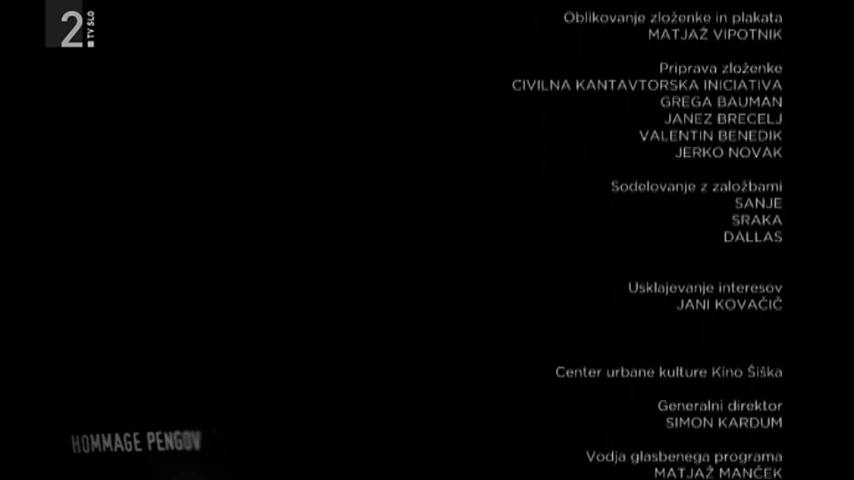 2
TV SLO
Oblikovanje zloženke in plakata
MATJAŽ VIPOTNIK
Priprava zloženke
CIVILNA KANTAVTORSKA INICIATIVA
GREGA BAUMAN
JANEZ BRECELJ
VALENTIN BENEDIK
JERKO NOVAK
Sodelovanje z založbami
SANJE
SRAKA
DALLAS
Usklajevanje interesov
JANI KOVAČIČ
Center urbane kulture Kino Šiška
Generalni direktor
SIMON KARDUM
Vodja glasbenega programa
MATJAŽ MANČEK
HOMMAGE PENGOV